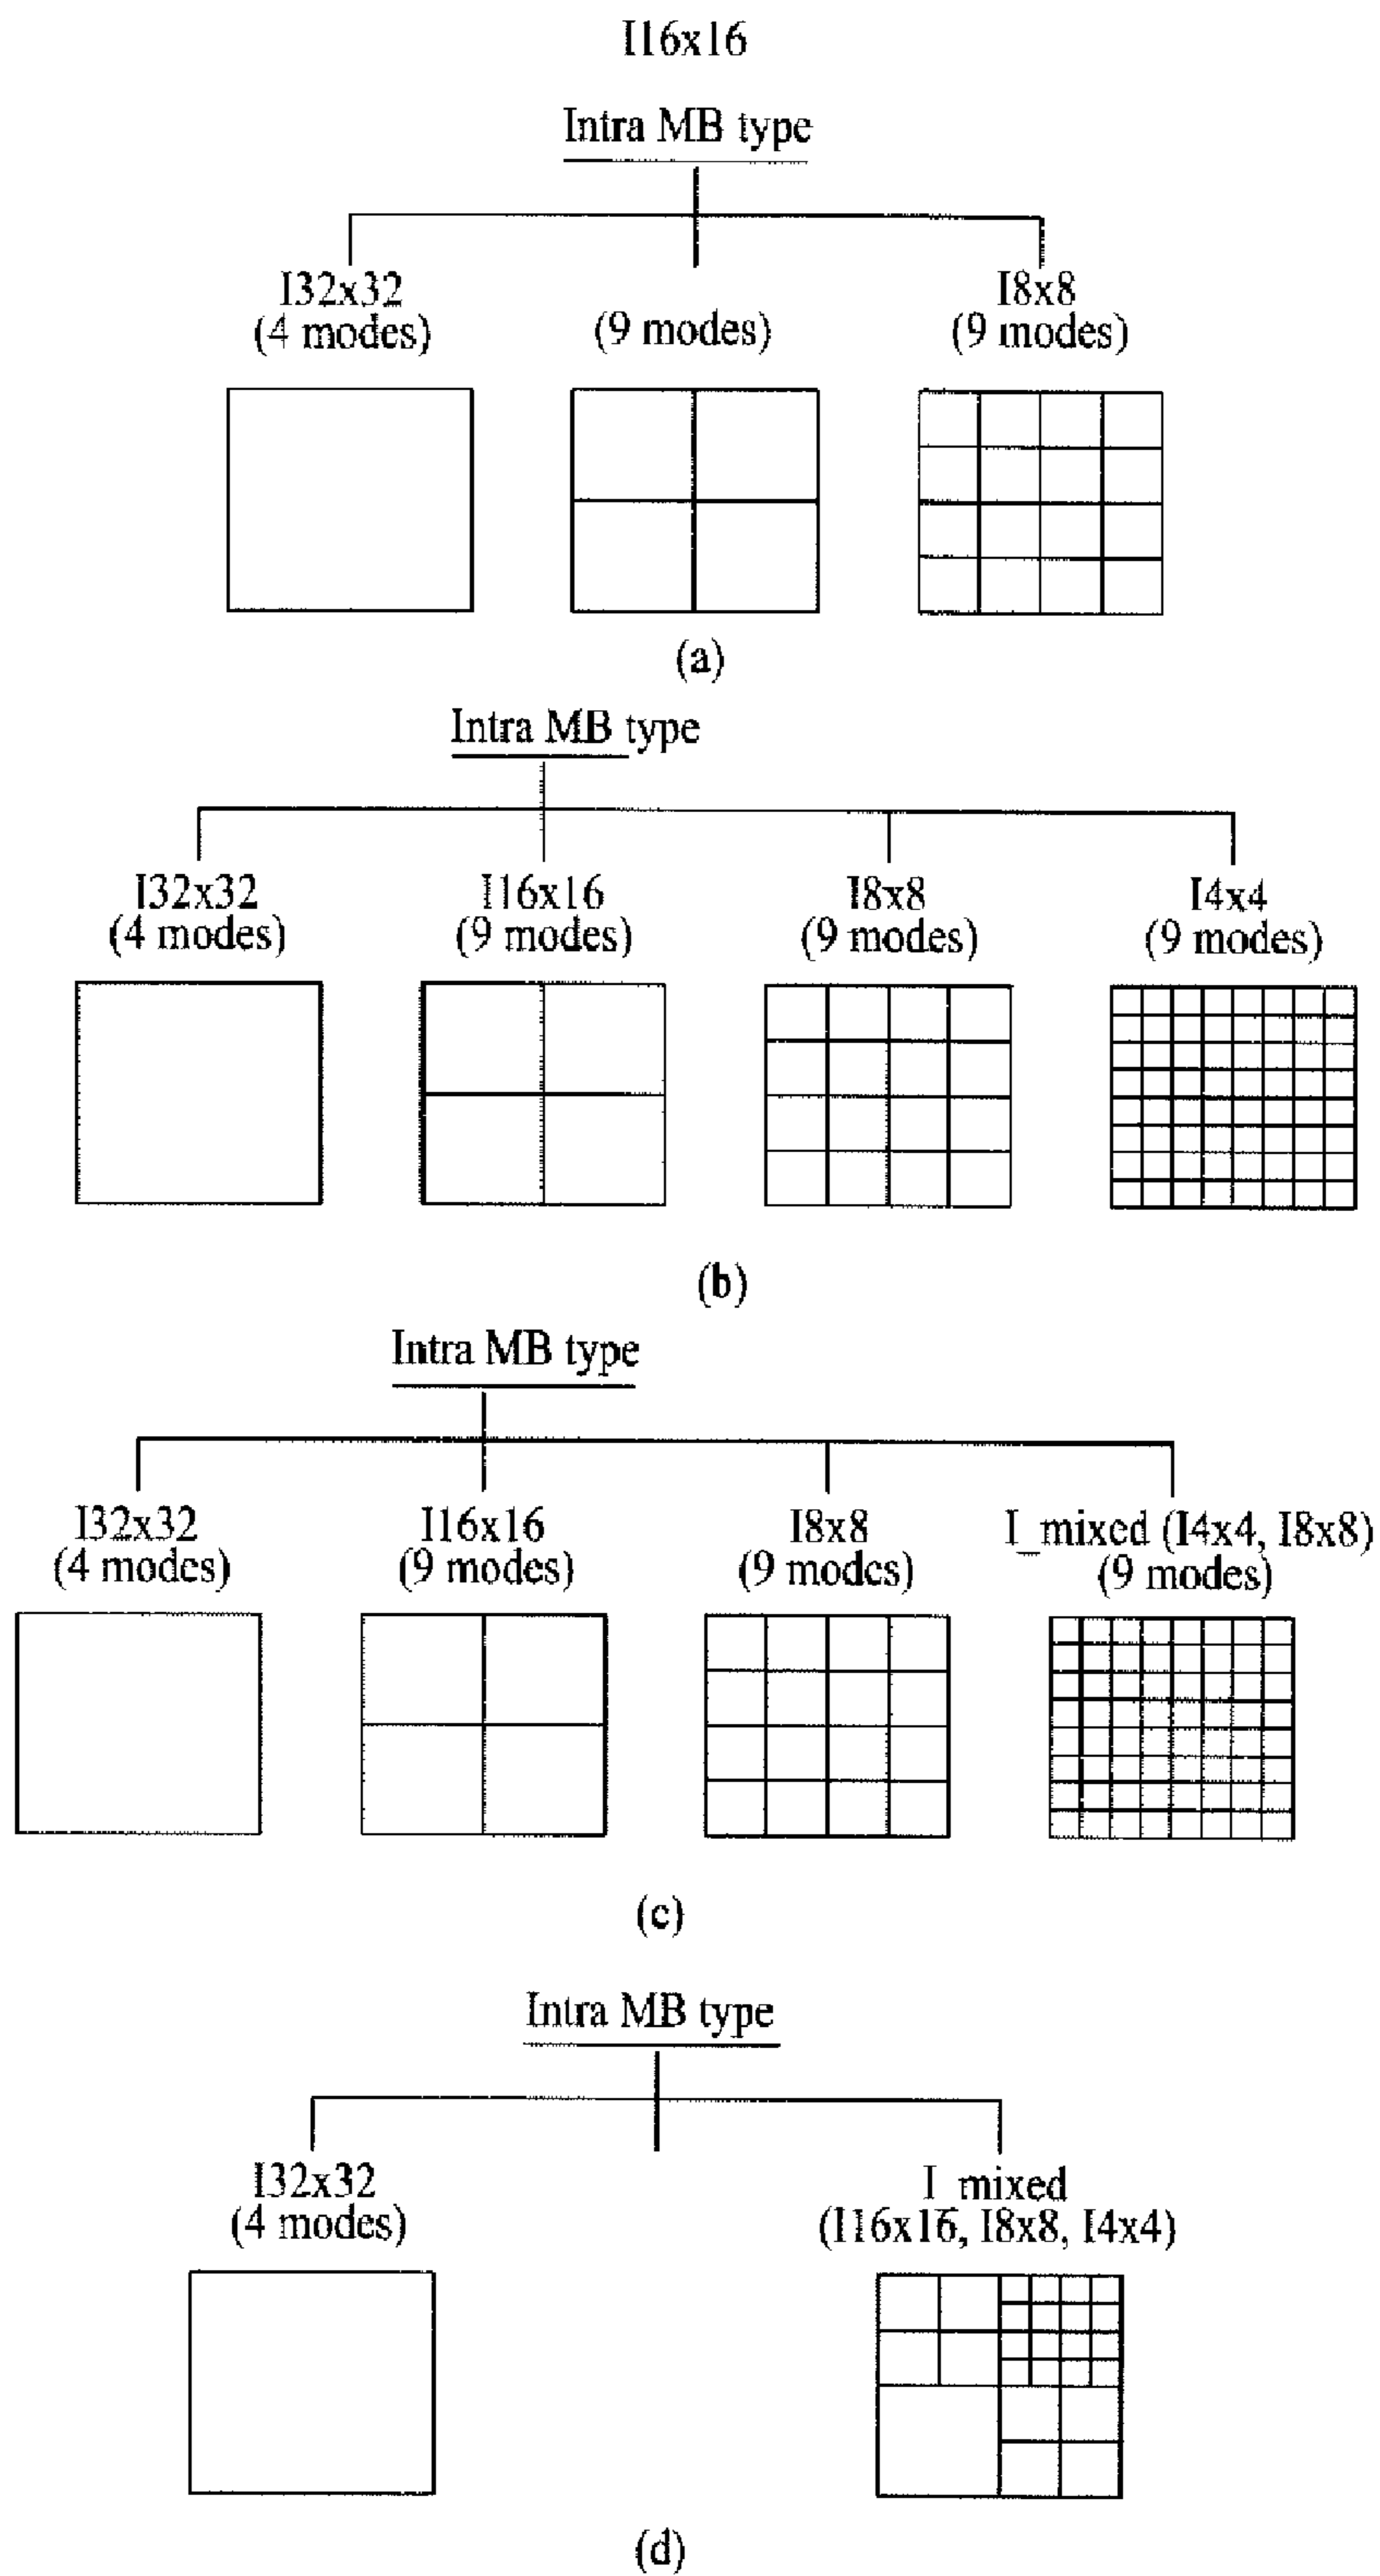 I16x16
Intra MB type
I32x32
(4 modes)
(9 modes)
I8x8
(9 modes)
(a)
Intra MB type
I32x32
(4 modes)
I16x16
(9 modes)
I8x8
(9 modes)
I4x4
(9 modes)
(b)
Intra MB type
I32x32
(4 modes)
I16x16
(9 modes)
I8x8
(9 modes)
I_mixed (I4x4, I8x8)
(9 modes)
(c)
Intra MB type
I32x32
(4 modes)
I_mixed
(I16x16, I8x8, I4x4)
(d)